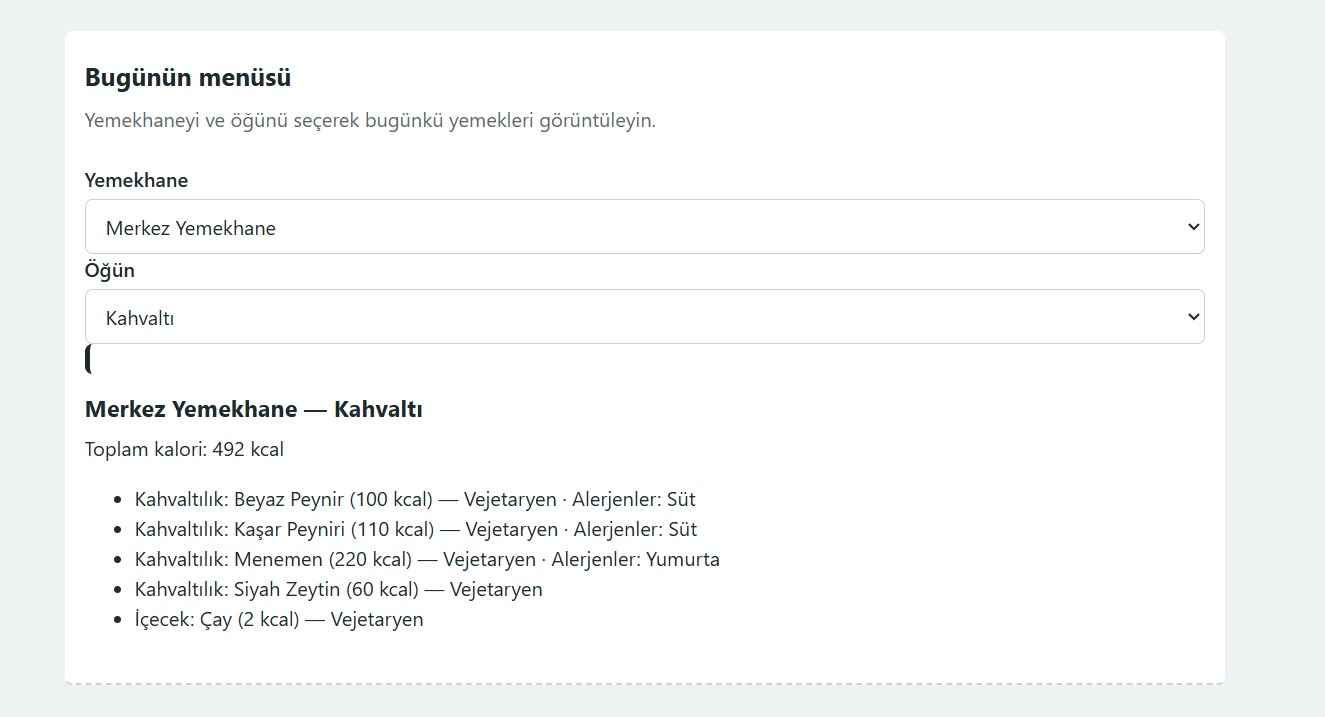 Bugünün menüsü
Yemekhaneyi ve öğünü seçerek bugünkü yemekleri görüntüleyin.
Yemekhane
Merkez Yemekhane
Öğün
Kahvaltı
Merkez Yemekhane — Kahvaltı
Toplam kalori: 492 kcal
• Kahvaltılık: Beyaz Peynir (100 kcal) — Vejetaryen · Alerjenler: Süt
• Kahvaltılık: Kaşar Peyniri (110 kcal) — Vejetaryen · Alerjenler: Süt
• Kahvaltılık: Menemen (220 kcal) — Vejetaryen · Alerjenler: Yumurta
• Kahvaltılık: Siyah Zeytin (60 kcal) — Vejetaryen
• İçecek: Çay (2 kcal) — Vejetaryen